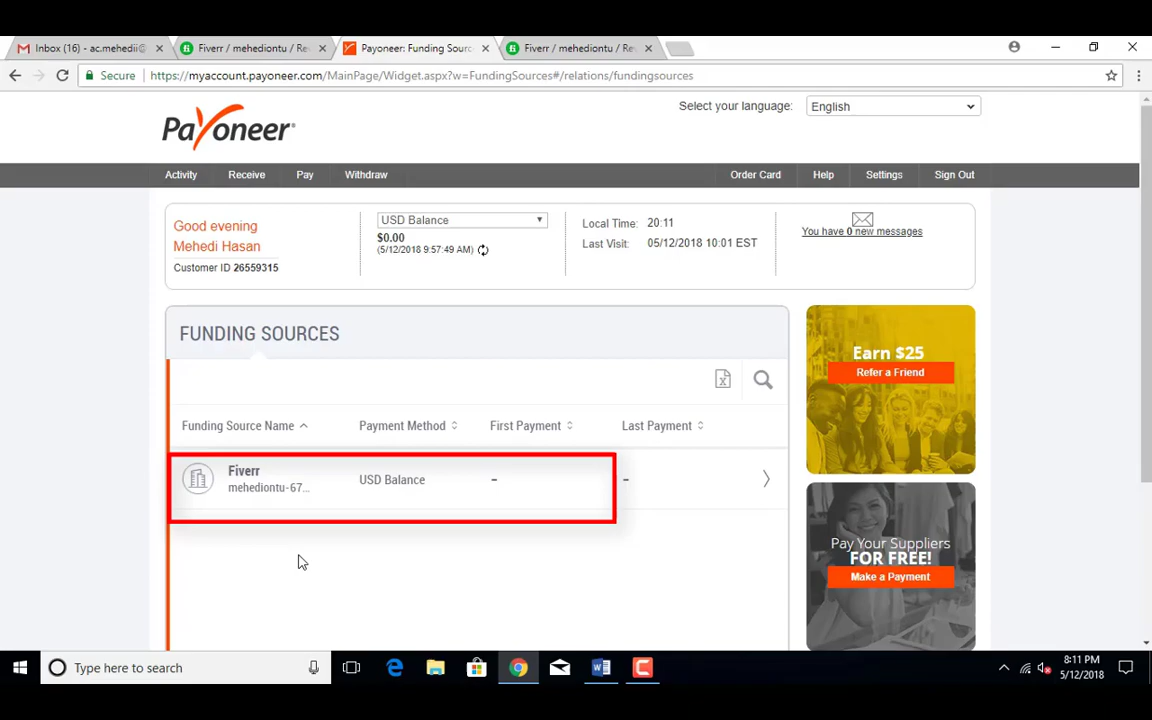 Inbox (16) - ac.mehedii@
Fiverr / mehediontu / Re
Payoneer: Funding Sourc
Fiverr / mehediontu / Re
Secure
https://myaccount.payoneer.com/MainPage/Widget.aspx?w=FundingSources#/relations/fundingsources
Payoneer
Select your language:
English
Activity
Receive
Pay
Withdraw
Order Card
Help
Settings
Sign Out
Good evening
Mehedi Hasan
Customer ID 26559315
USD Balance
$0.00
(5/12/2018 9:57:49 AM)
Local Time: 20:11
Last Visit: 05/12/2018 10:01 EST
You have 0 new messages
FUNDING SOURCES
Funding Source Name
Payment Method
First Payment
Last Payment
Fiverr
mehediontu-67...
USD Balance
-
-
Earn $25
Refer a Friend
Pay Your Suppliers
FOR FREE!
Make a Payment
Type here to search
8:11 PM
5/12/2018